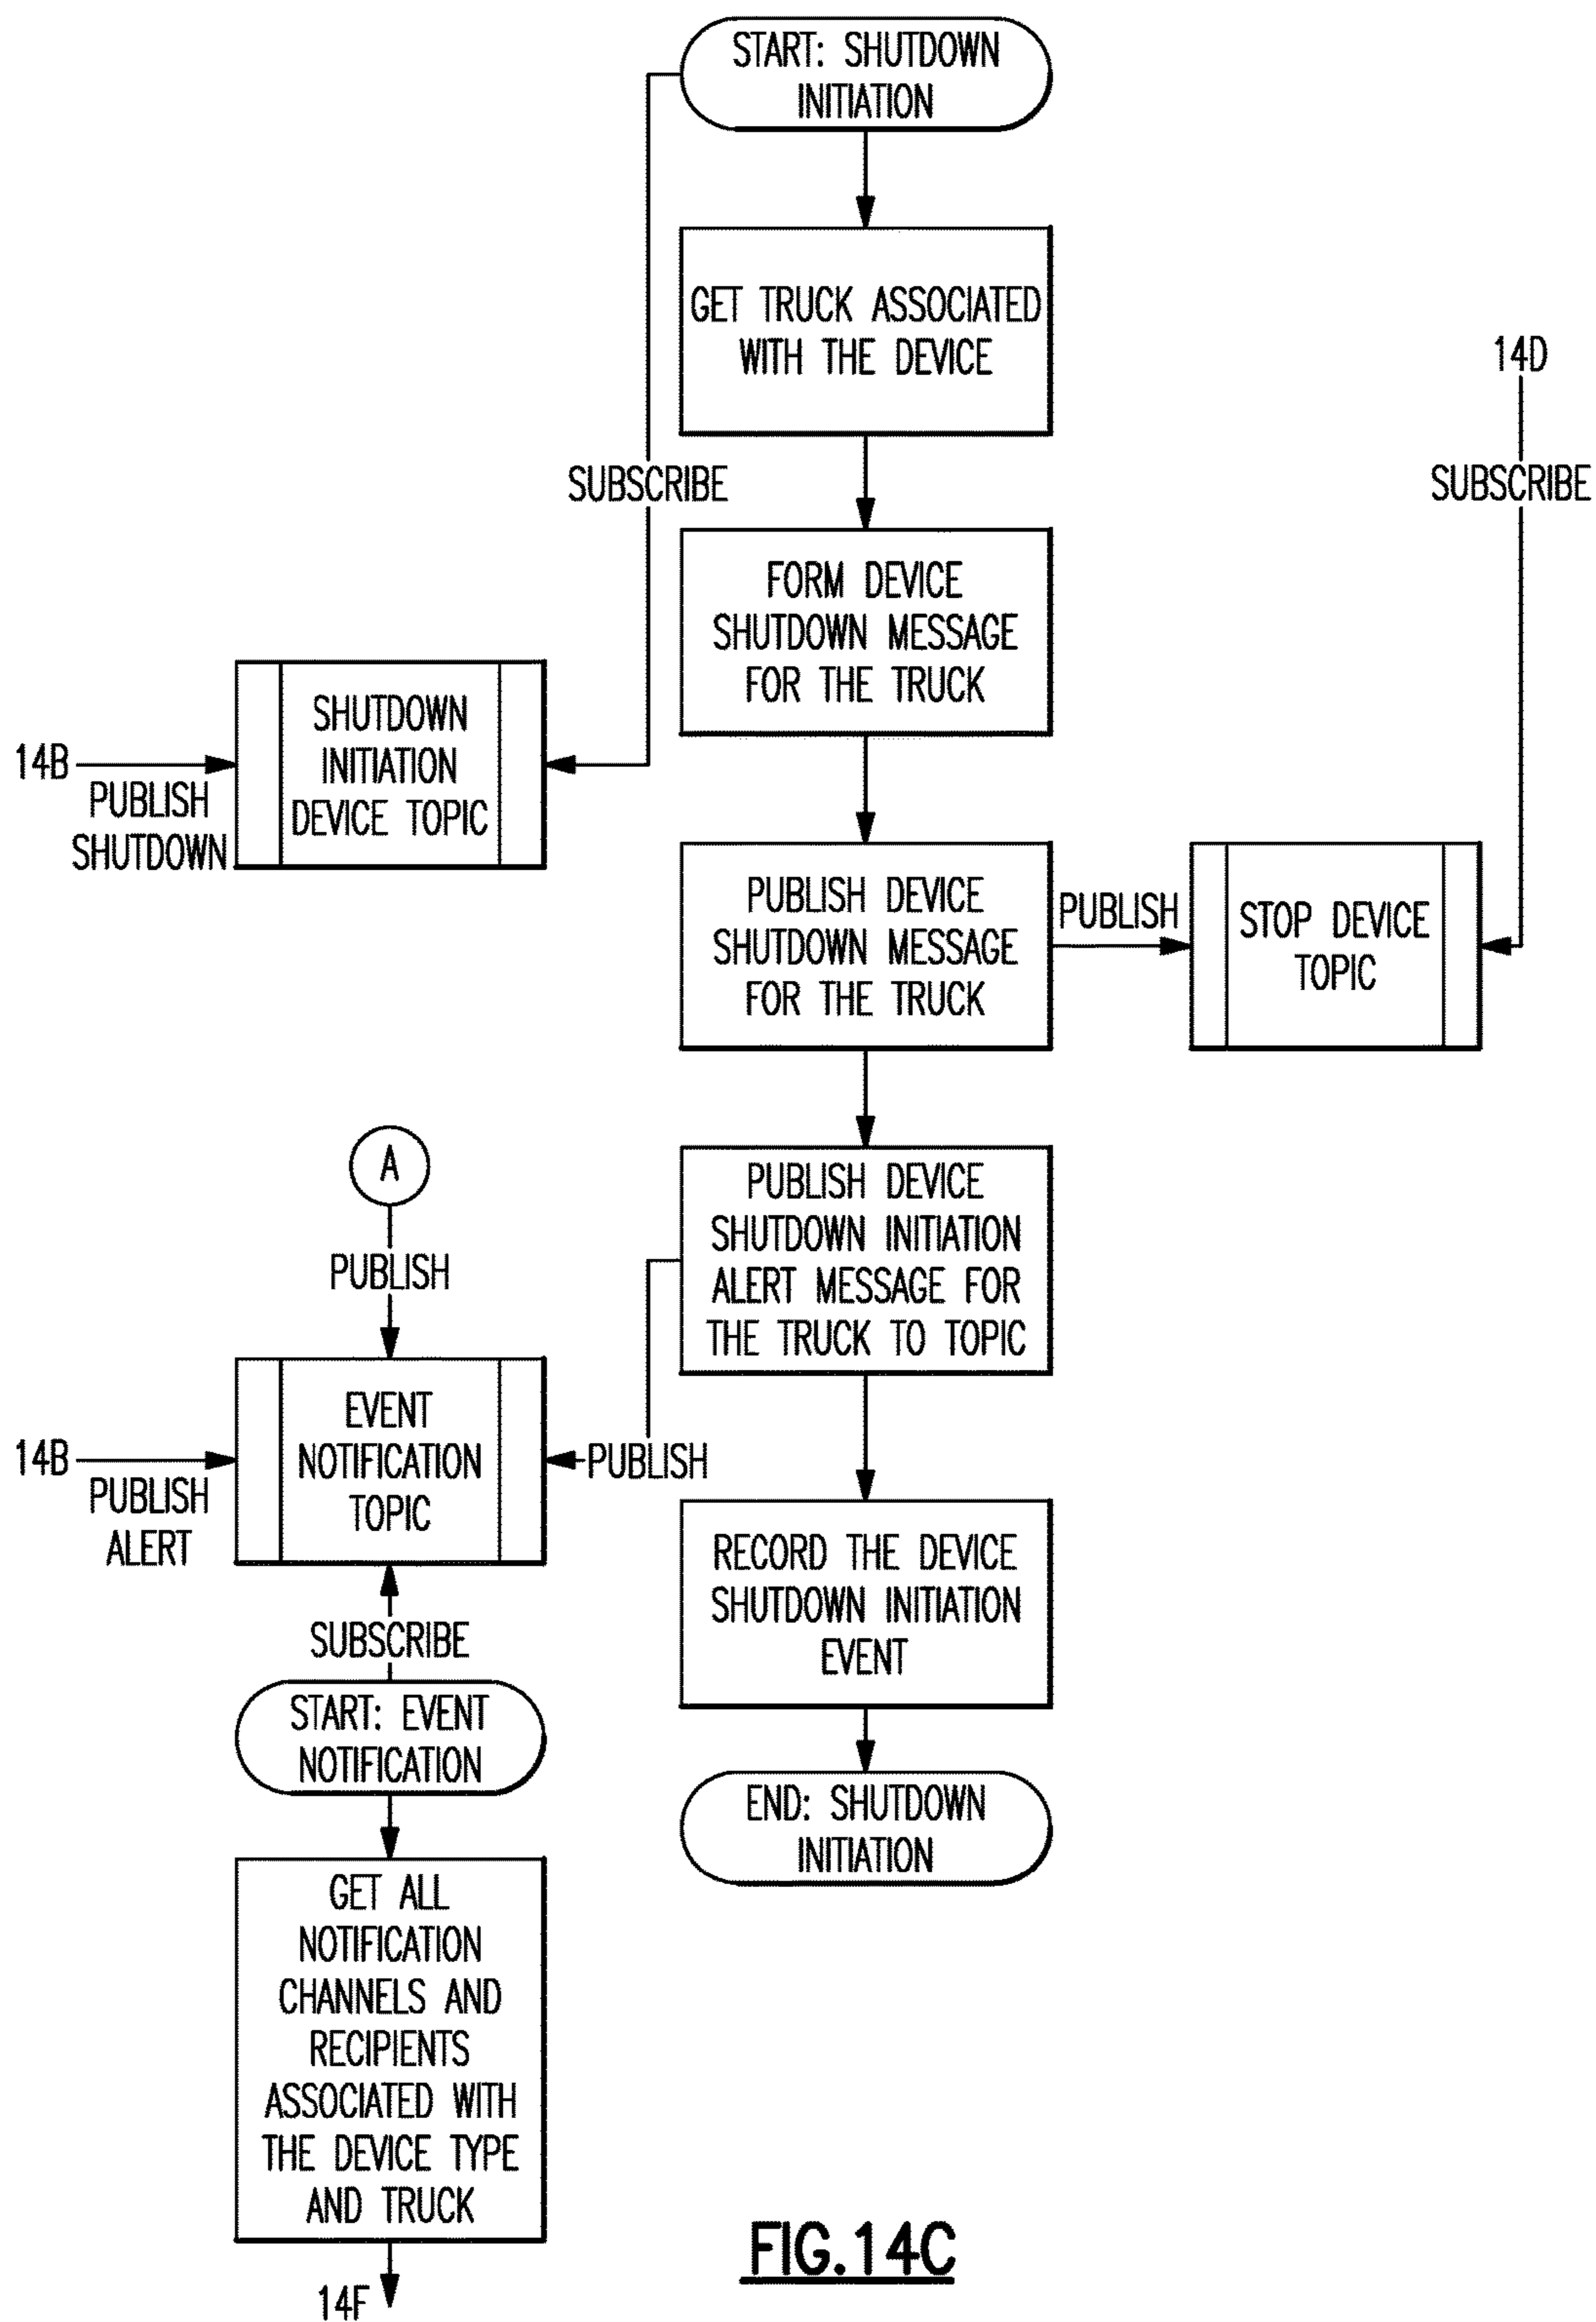 START: SHUTDOWN
INITIATION
GET TRUCK ASSOCIATED
WITH THE DEVICE
14D
SUBSCRIBE
SUBSCRIBE
FORM DEVICE
SHUTDOWN MESSAGE
FOR THE TRUCK
SHUTDOWN
INITIATION
DEVICE TOPIC
14B
PUBLISH
SHUTDOWN
PUBLISH DEVICE
SHUTDOWN MESSAGE
FOR THE TRUCK
PUBLISH
STOP DEVICE
TOPIC
A
PUBLISH
PUBLISH DEVICE
SHUTDOWN INITIATION
ALERT MESSAGE FOR
THE TRUCK TO TOPIC
EVENT
NOTIFICATION
TOPIC
14B
PUBLISH
ALERT
PUBLISH
RECORD THE DEVICE
SHUTDOWN INITIATION
EVENT
SUBSCRIBE
START: EVENT
NOTIFICATION
END: SHUTDOWN
INITIATION
GET ALL
NOTIFICATION
CHANNELS AND
RECIPIENTS
ASSOCIATED WITH
THE DEVICE TYPE
AND TRUCK
14F
FIG.14C